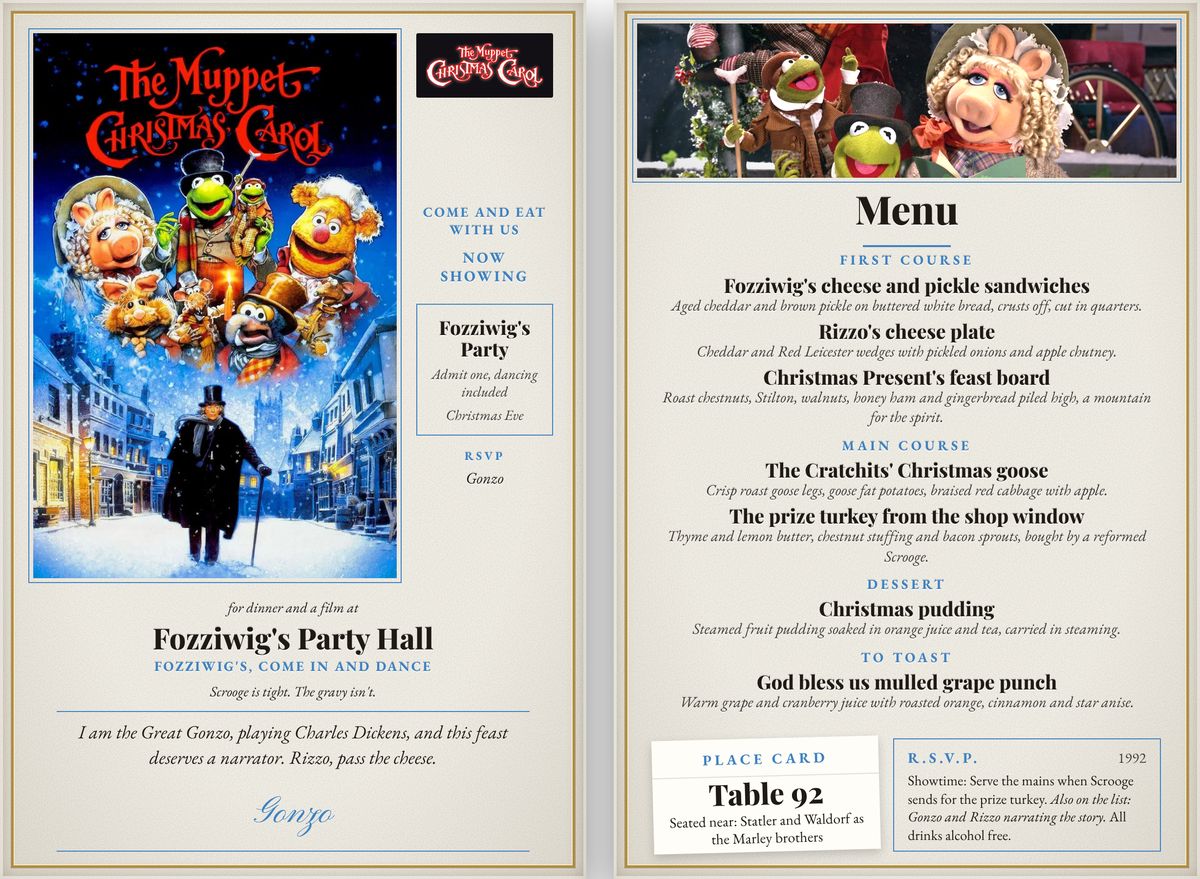 The Muppet
Christmas Carol
The Muppet
Christmas Carol
COME AND EAT
WITH US
NOW
SHOWING
Fozziwig's
Party
Admit one, dancing
included
Christmas Eve
RSVP
Gonzo
for dinner and a film at
Fozziwig's Party Hall
FOZZIWIG'S, COME IN AND DANCE
Scrooge is tight. The gravy isn't.
I am the Great Gonzo, playing Charles Dickens, and this feast
deserves a narrator. Rizzo, pass the cheese.
Gonzo
Menu
FIRST COURSE
Fozziwig's cheese and pickle sandwiches
Aged cheddar and brown pickle on buttered white bread, crusts off, cut in quarters.
Rizzo's cheese plate
Cheddar and Red Leicester wedges with pickled onions and apple chutney.
Christmas Present's feast board
Roast chestnuts, Stilton, walnuts, honey ham and gingerbread piled high, a mountain
for the spirit.
MAIN COURSE
The Cratchits' Christmas goose
Crisp roast goose legs, goose fat potatoes, braised red cabbage with apple.
The prize turkey from the shop window
Thyme and lemon butter, chestnut stuffing and bacon sprouts, bought by a reformed
Scrooge.
DESSERT
Christmas pudding
Steamed fruit pudding soaked in orange juice and tea, carried in steaming.
TO TOAST
God bless us mulled grape punch
Warm grape and cranberry juice with roasted orange, cinnamon and star anise.
PLACE CARD
Table 92
Seated near: Statler and Waldorf as
the Marley brothers
R.S.V.P. 1992
Showtime: Serve the mains when Scrooge
sends for the prize turkey. Also on the list:
Gonzo and Rizzo narrating the story. All
drinks alcohol free.